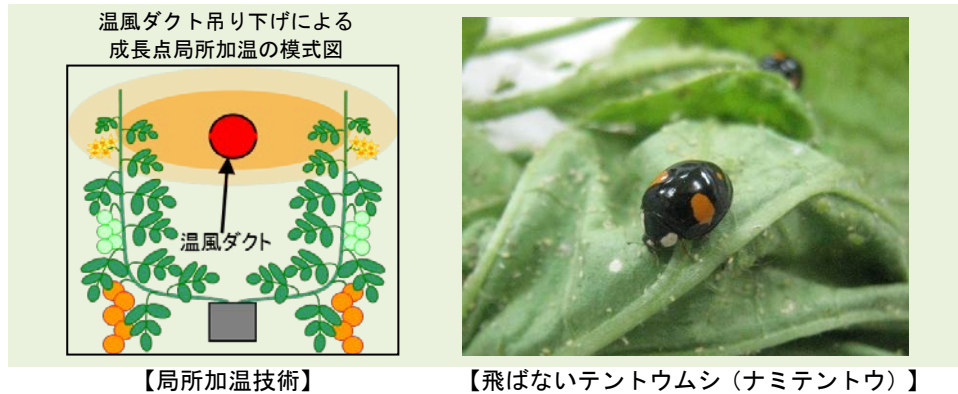 温風ダクト吊り下げによる
成長点局所加温の模式図
温風ダクト
【局所加温技術】
【飛ばないテントウムシ（ナミテントウ）】